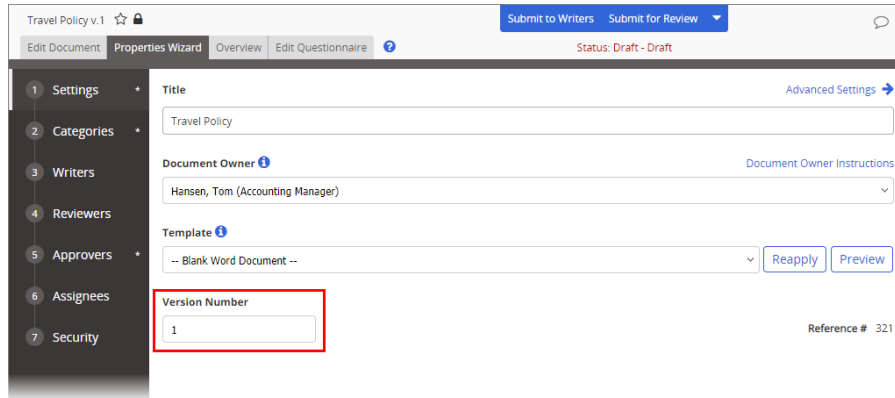 Travel Policy v.1
Submit to Writers Submit for Review
Edit Document Properties Wizard Overview Edit Questionnaire ?
Status: Draft - Draft
1 Settings *
2 Categories *
3 Writers
4 Reviewers
5 Approvers *
6 Assignees
7 Security
Title
Advanced Settings
Travel Policy
Document Owner i
Document Owner Instructions
Hansen, Tom (Accounting Manager)
Template i
-- Blank Word Document --
Reapply Preview
Version Number
1
Reference # 321